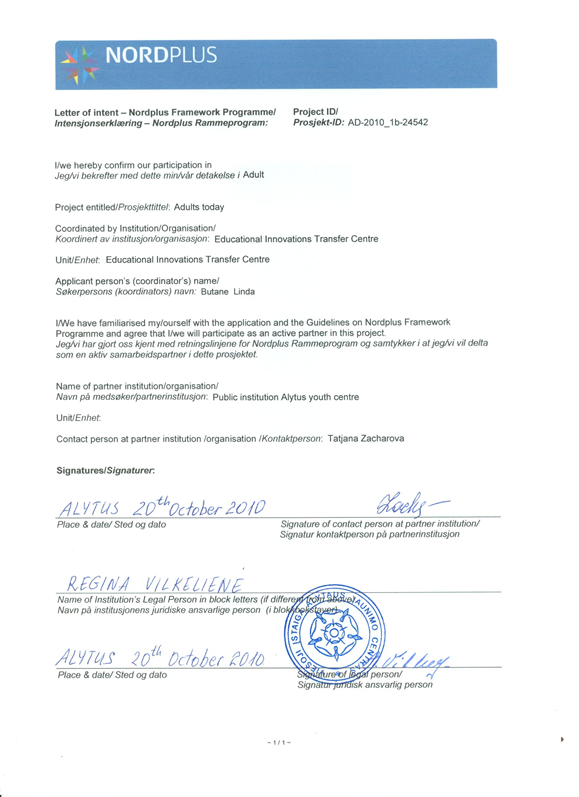 NORDPLUS
Letter of intent – Nordplus Framework Programme/ Project ID/
Intensjonserklæring – Nordplus Rammeprogram: Prosjekt-ID: AD-2010_1b-24542
I/we hereby confirm our participation in
Jeg/vi bekrefter med dette min/vår detakelse i Adult
Project entitled/Prosjekttittel: Adults today
Coordinated by Institution/Organisation/
Koordinert av institusjon/organisasjon: Educational Innovations Transfer Centre
Unit/Enhet: Educational Innovations Transfer Centre
Applicant person's (coordinator's) name/
Søkerpersons (koordinators) navn: Butane Linda
I/We have familiarised my/ourself with the application and the Guidelines on Nordplus Framework
Programme and agree that I/we will participate as an active partner in this project.
Jeg/vi har gjort oss kjent med retningslinjene for Nordplus Rammeprogram og samtykker i at jeg/vi vil delta
som en aktiv samarbeidspartner i dette prosjektet.
Name of partner institution/organisation/
Navn på medsøker/partnerinstitusjon: Public institution Alytus youth centre
Unit/Enhet:
Contact person at partner institution /organisation /Kontaktperson: Tatjana Zacharova
Signatures/Signaturer:
ALYTUS 20th October 2010
Place & date/ Sted og dato Signature of contact person at partner institution/
Signatur kontaktperson på partnerinstitusjon
REGINA VILKELIENE
Name of Institution's Legal Person in block letters (if different from above)
Navn på institusjonens juridiske ansvarlige person (i blokkbokstaver)
ALYTUS 20th October 2010
Place & date/ Sted og dato Signature of legal person/
Signatur juridisk ansvarlig person
– 1 / 1 –